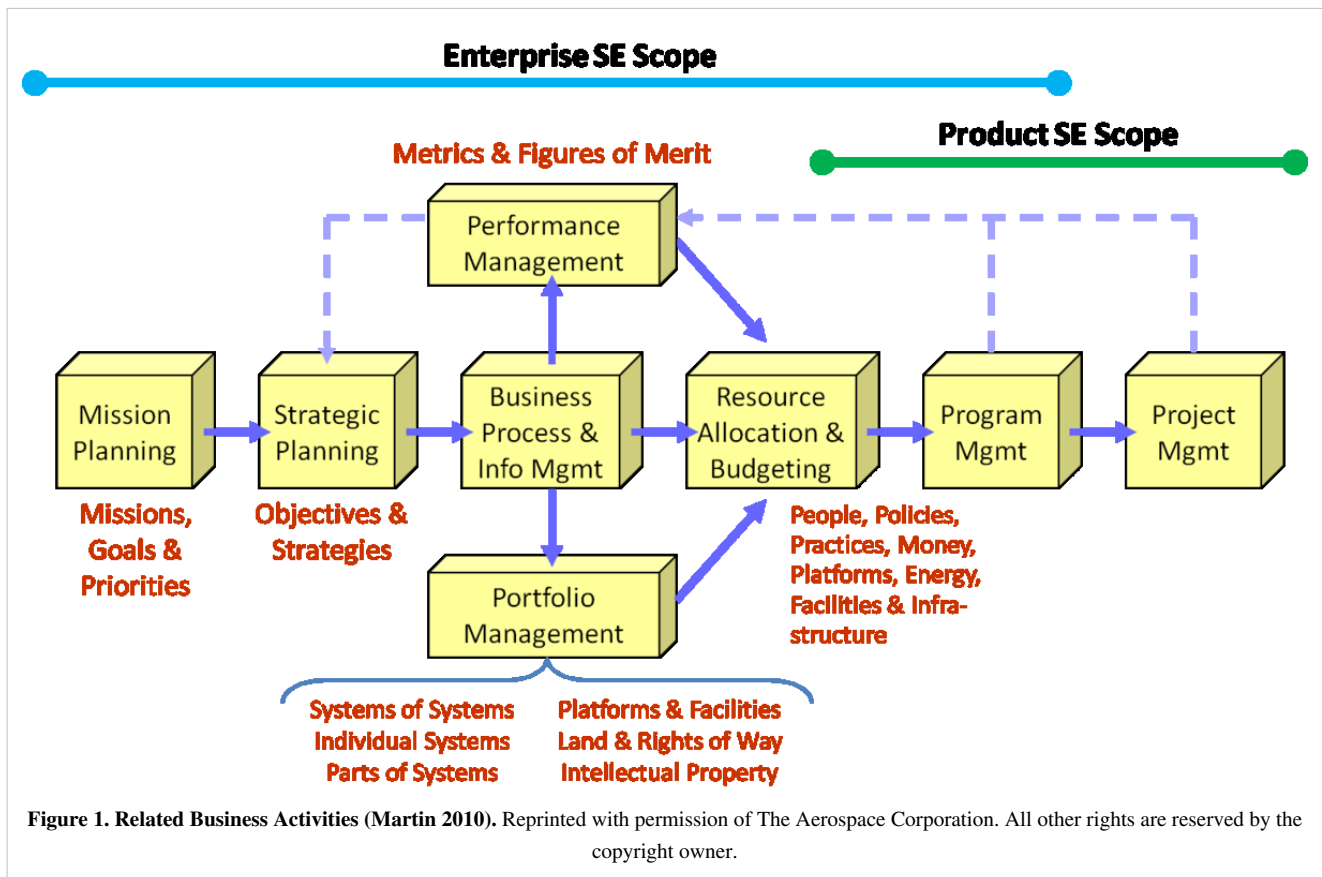 Enterprise SE Scope
Product SE Scope
Metrics & Figures of Merit
Performance
Management
Mission
Planning
Strategic
Planning
Business
Process &
Info Mgmt
Resource
Allocation &
Budgeting
Program
Mgmt
Project
Mgmt
Missions,
Goals &
Priorities
Objectives &
Strategies
People, Policies,
Practices, Money,
Platforms, Energy,
Facilities & Infra-
structure
Portfolio
Management
Systems of Systems
Individual Systems
Parts of Systems
Platforms & Facilities
Land & Rights of Way
Intellectual Property
Figure 1. Related Business Activities (Martin 2010). Reprinted with permission of The Aerospace Corporation. All other rights are reserved by the
copyright owner.